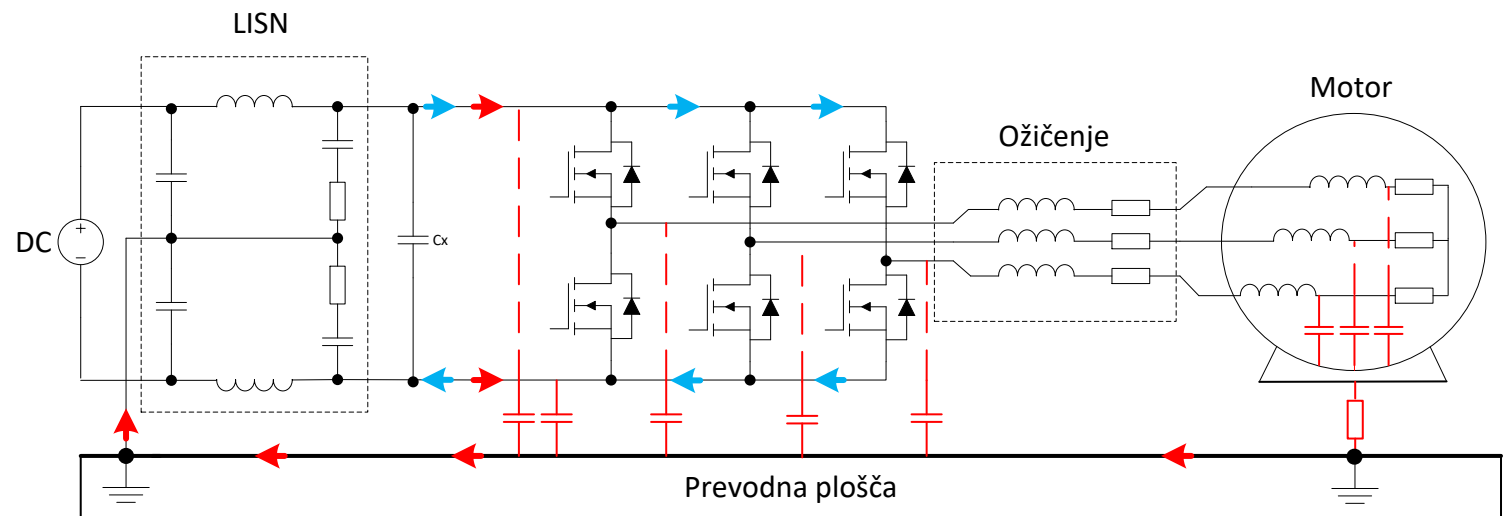 LISN
Motor
Ožičenje
DC
+
−
Cx
Prevodna plošča